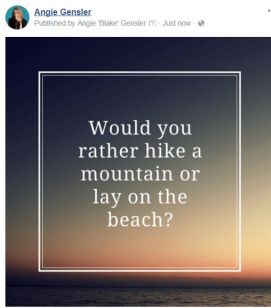 Angie Gensler
Published by Angie 'Blake' Gensler [?] · Just now ·
Would you
rather hike a
mountain or
lay on the
beach?